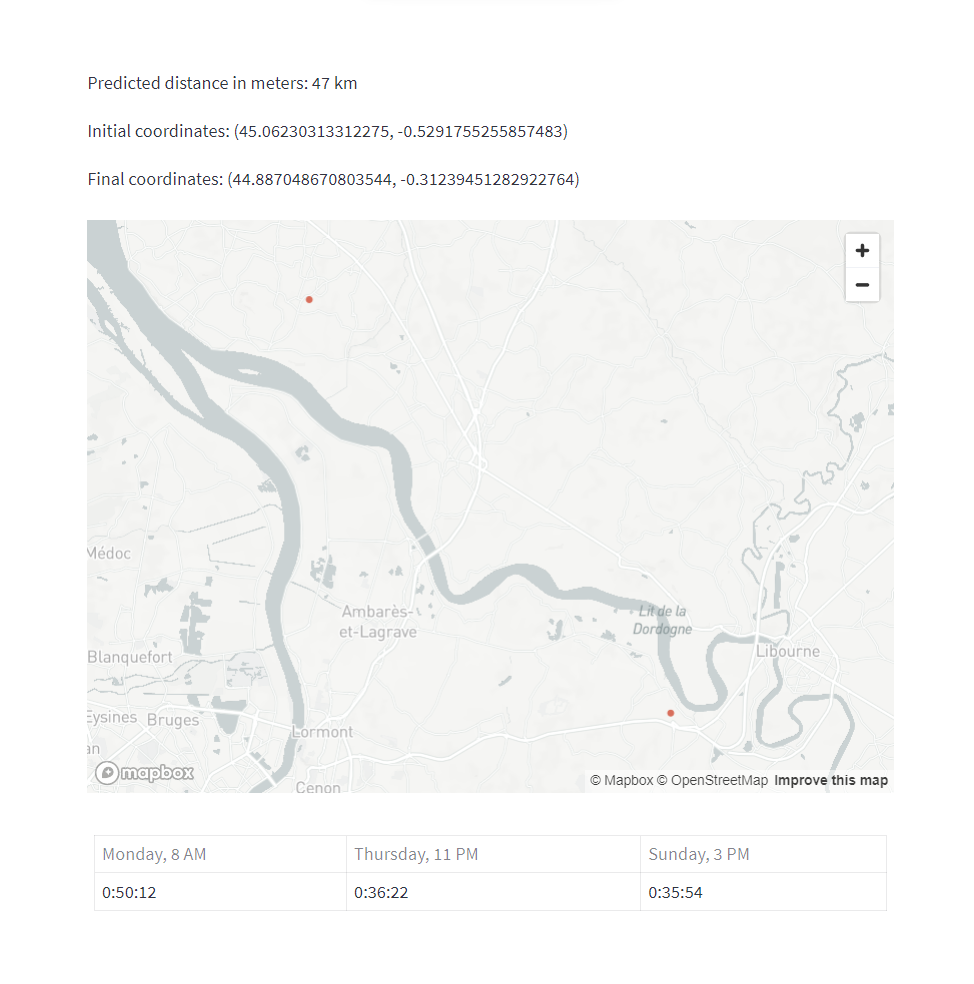 Predicted distance in meters: 47 km
Initial coordinates: (45.06230313312275, -0.5291755255857483)
Final coordinates: (44.887048670803544, -0.31239451282922764)
+
−
Médoc
Ambarès-
et-Lagrave
Lit de la
Dordogne
Blanquefort
Libourne
Eysines
Bruges
Lormont
an
mapbox
Cenon
© Mapbox © OpenStreetMap Improve this map
Monday, 8 AM Thursday, 11 PM Sunday, 3 PM
0:50:12 0:36:22 0:35:54